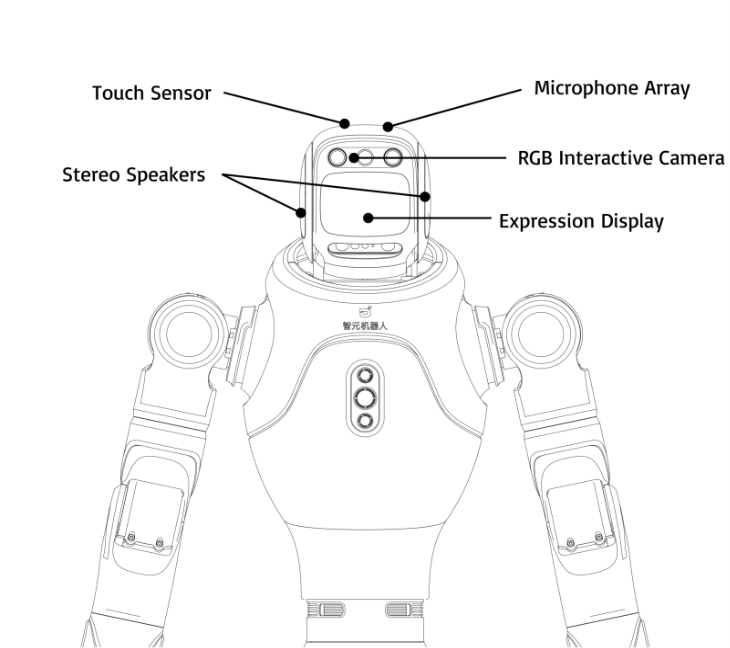 Touch Sensor
Microphone Array
RGB Interactive Camera
Stereo Speakers
Expression Display
智元机器人